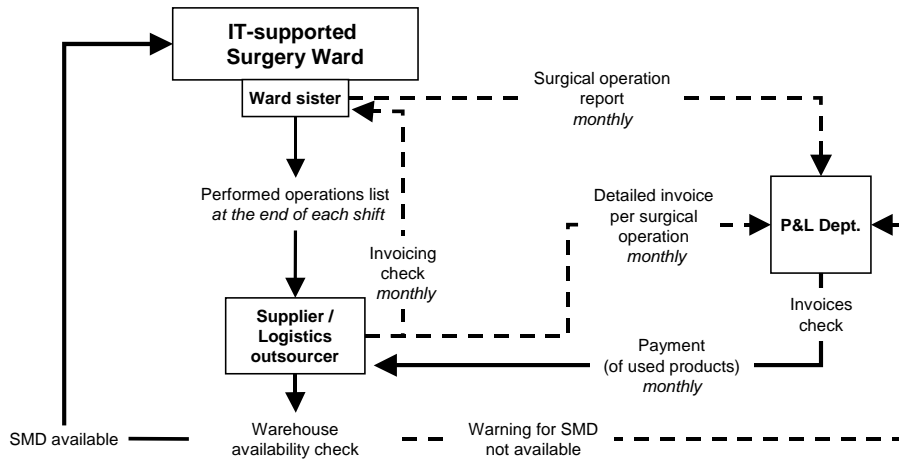 IT-supported
Surgery Ward
Ward sister
Surgical operation
report
monthly
Performed operations list
at the end of each shift
Detailed invoice
per surgical
operation
monthly
P&L Dept.
Invoicing
check
monthly
Invoices
check
Supplier /
Logistics
outsourcer
Payment
(of used products)
monthly
SMD available
Warehouse
availability check
Warning for SMD
not available